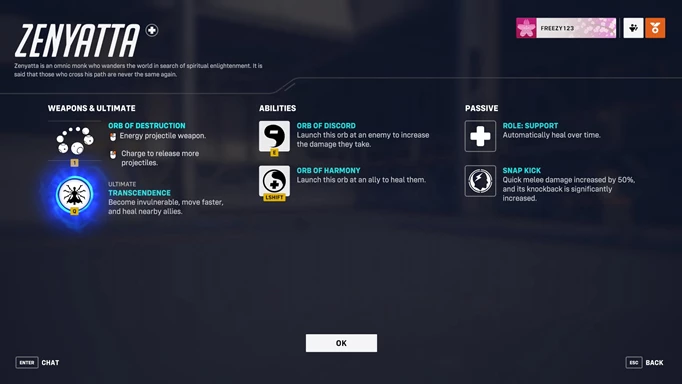 ZENYATTA
Zenyatta is an omnic monk who wanders the world in search of spiritual enlightenment. It is
said that those who cross his path are never the same again.
FREEZY123
WEAPONS & ULTIMATE
ORB OF DESTRUCTION
Energy projectile weapon.
Charge to release more
projectiles.
1
ULTIMATE
TRANSCENDENCE
Become invulnerable, move faster,
and heal nearby allies.
Q
ABILITIES
ORB OF DISCORD
Launch this orb at an enemy to increase
the damage they take.
E
ORB OF HARMONY
Launch this orb at an ally to heal them.
LSHIFT
PASSIVE
ROLE: SUPPORT
Automatically heal over time.
SNAP KICK
Quick melee damage increased by 50%,
and its knockback is significantly
increased.
OK
ENTER CHAT
ESC BACK